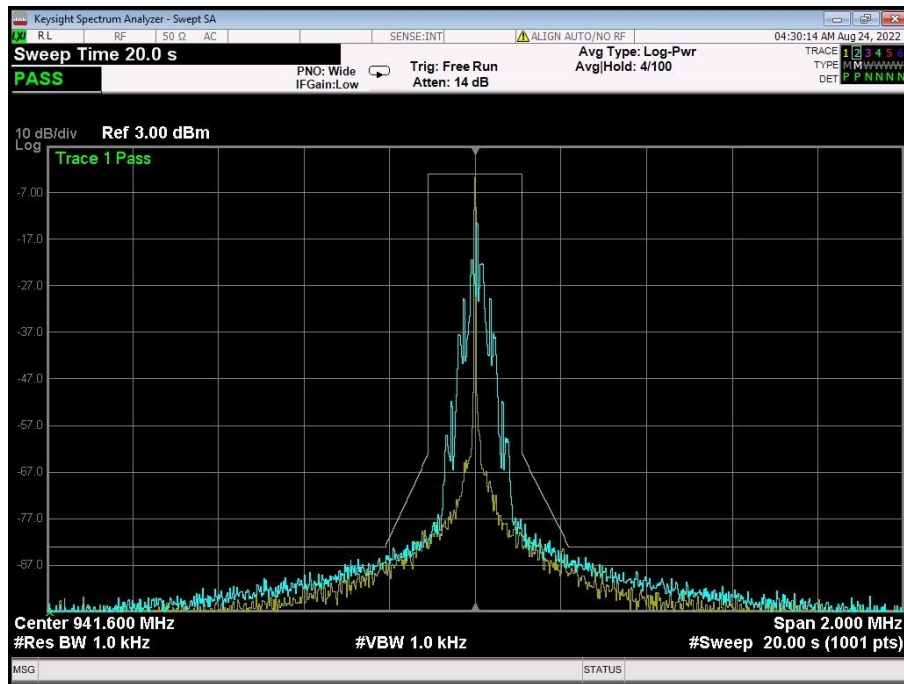 Keysight Spectrum Analyzer - Swept SA
LXI RL RF 50 Ω AC SENSE:INT ALIGN AUTO/NO RF 04:30:14 AM Aug 24, 2022
Sweep Time 20.0 s
PASS
PNO: Wide
IFGain:Low
Trig: Free Run
Atten: 14 dB
Avg Type: Log-Pwr
Avg|Hold: 4/100
TRACE 1 2 3 4 5 6
TYPE M M W W W W
DET P P N N N N
10 dB/div Ref 3.00 dBm
Log
Trace 1 Pass
-7.00
-17.0
-27.0
-37.0
-47.0
-57.0
-67.0
-77.0
-87.0
Center 941.600 MHz Span 2.000 MHz
#Res BW 1.0 kHz #VBW 1.0 kHz #Sweep 20.00 s (1001 pts)
MSG STATUS